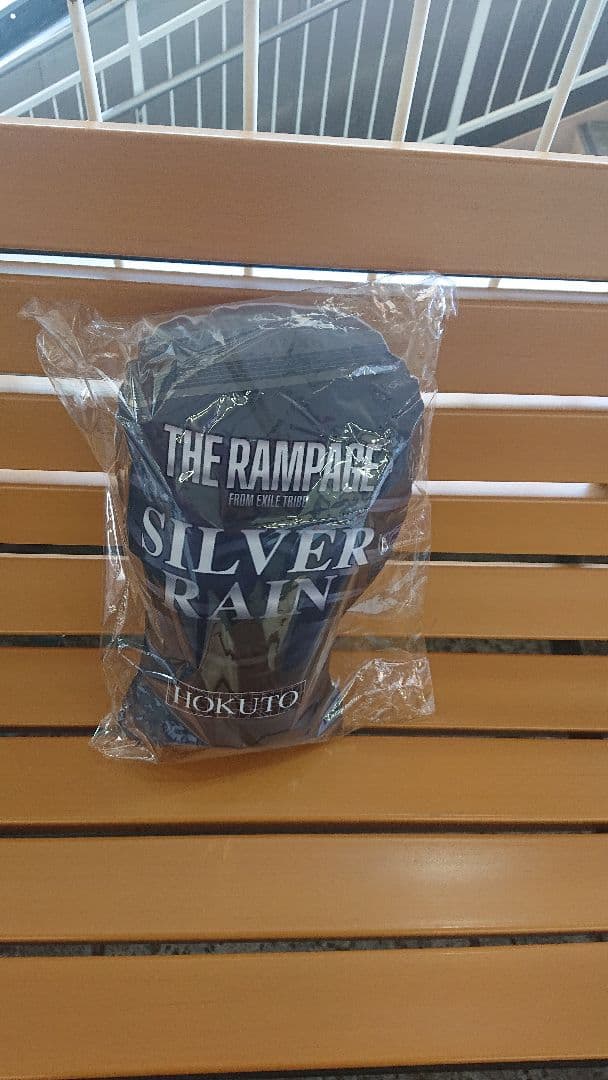 THE RAMPAGE
FROM EXILE TRIBE
SILVER
RAIN
HOKUTO